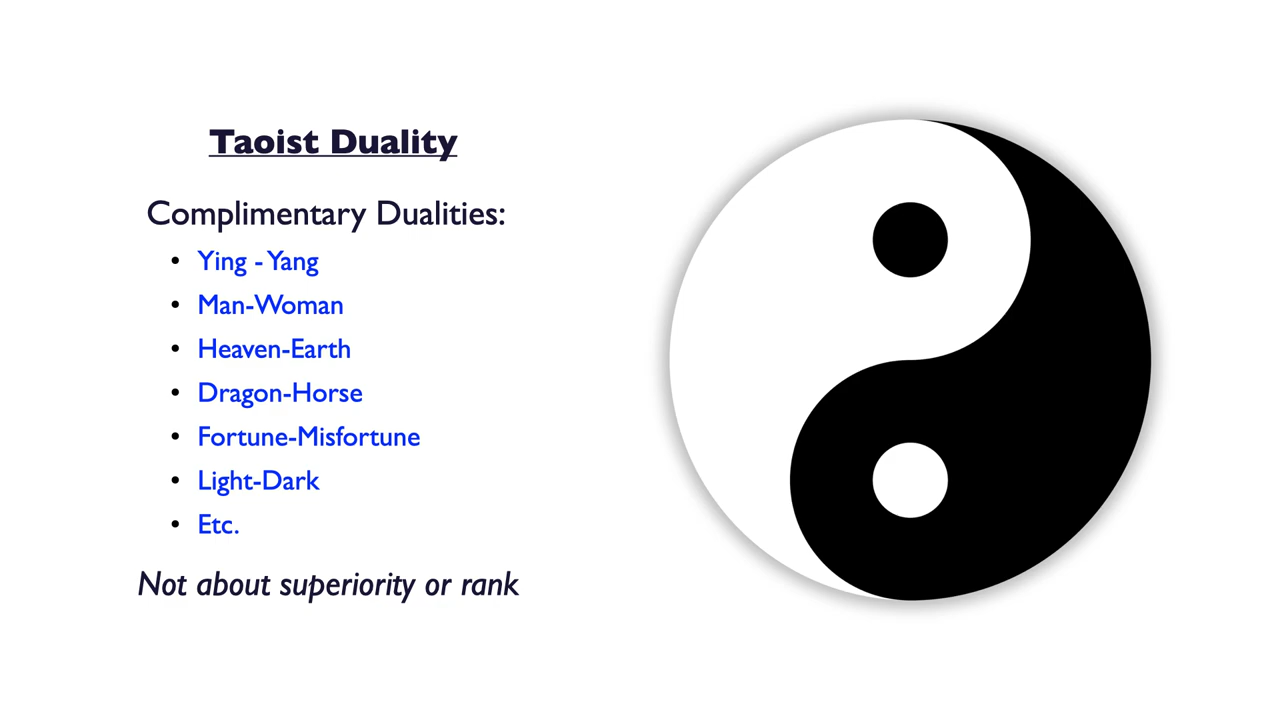 Taoist Duality
Complimentary Dualities:
• Ying - Yang
• Man-Woman
• Heaven-Earth
• Dragon-Horse
• Fortune-Misfortune
• Light-Dark
• Etc.
Not about superiority or rank